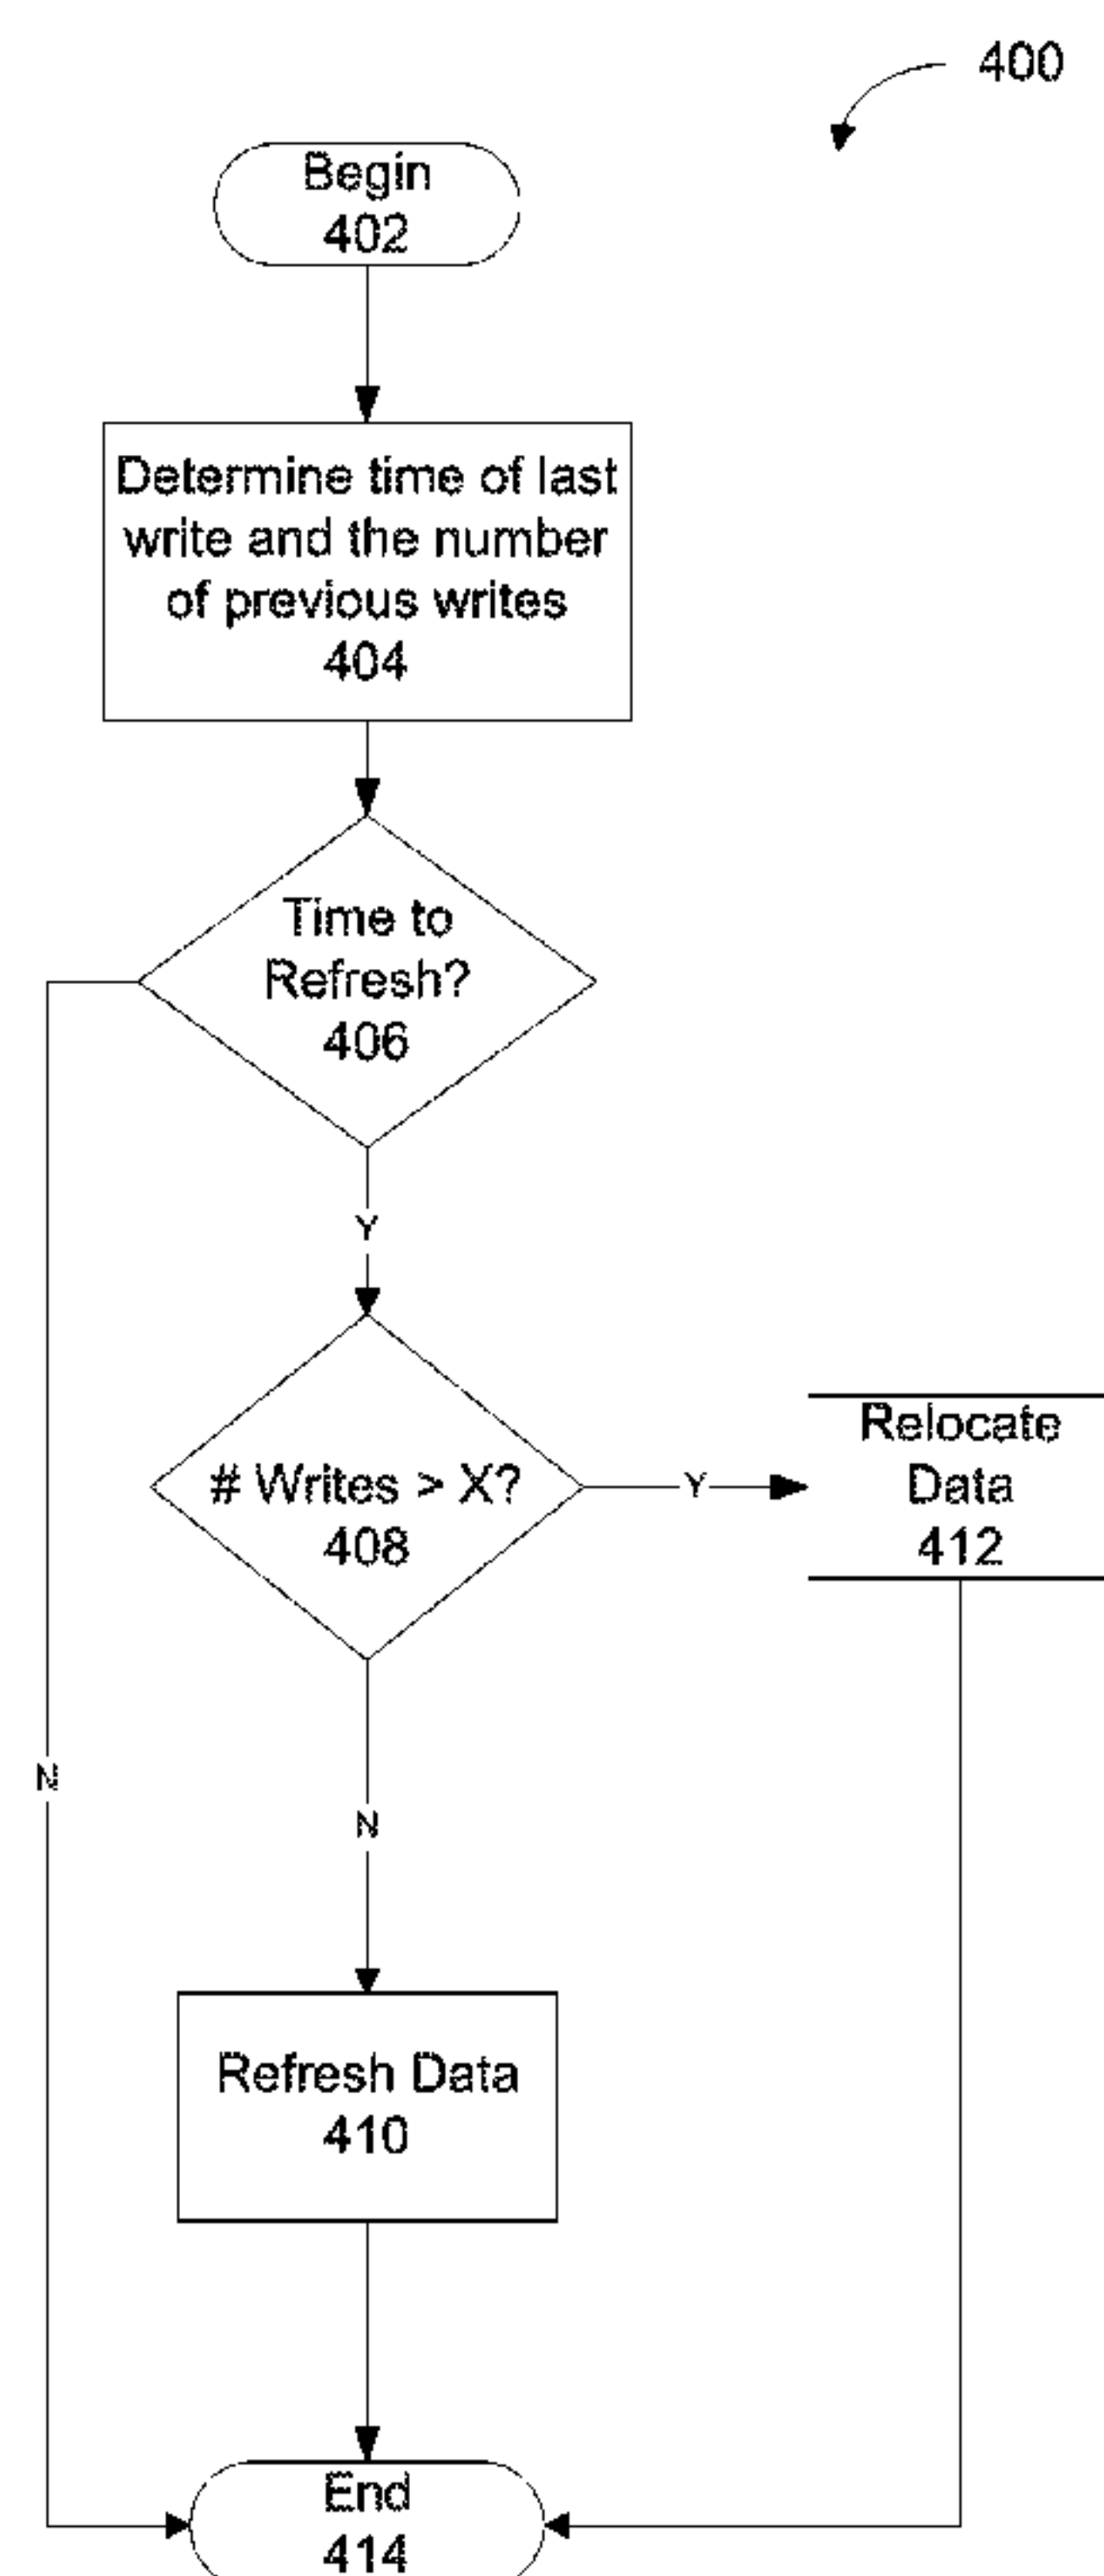 400
Begin
402
Determine time of last
write and the number
of previous writes
404
Time to
Refresh?
406
Y
# Writes > X?
408
Y
Relocate
Data
412
N
N
Refresh Data
410
End
414